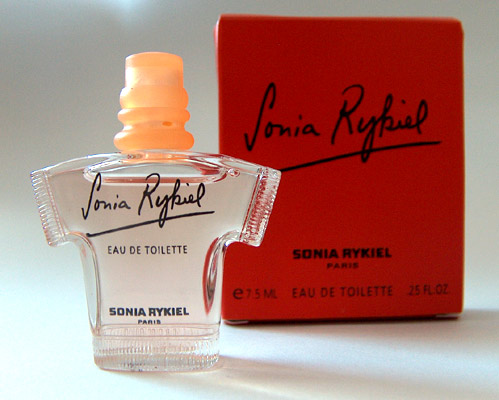 Sonia Rykiel
EAU DE TOILETTE
SONIA RYKIEL
PARIS
Sonia Rykiel
SONIA RYKIEL
PARIS
e 7.5 ML EAU DE TOILETTE .25 FL.OZ.